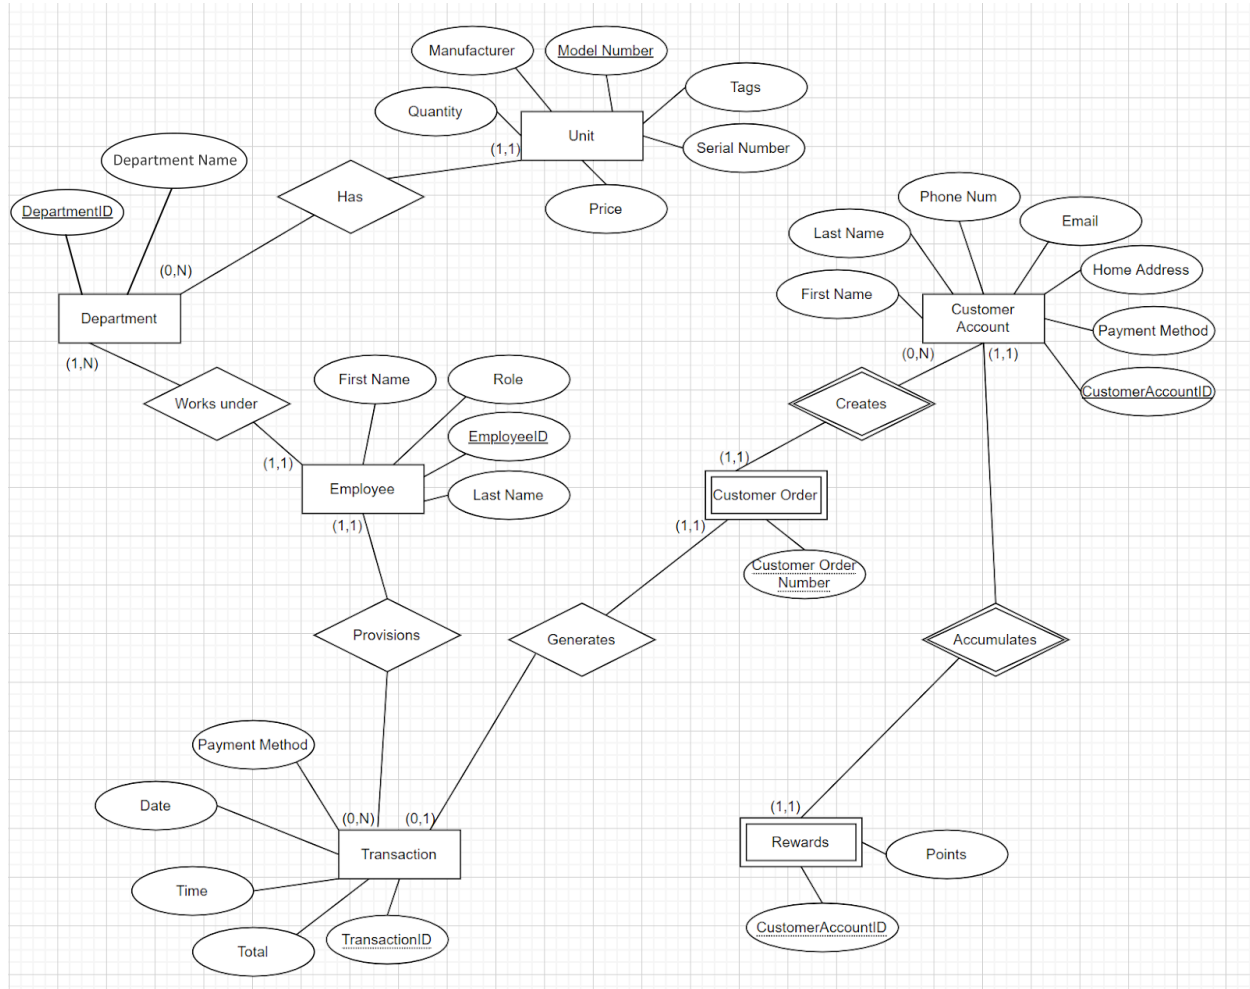 Manufacturer
Model Number
Tags
Quantity
Unit
Serial Number
(1,1)
Price
Has
Department Name
DepartmentID
(0,N)
Department
(1,N)
Works under
(1,1)
First Name
Role
EmployeeID
Employee
Last Name
(1,1)
Provisions
Generates
Payment Method
Date
(0,N)
(0,1)
Transaction
Time
TransactionID
Total
Phone Num
Last Name
Email
Home Address
First Name
Customer
Account
Payment Method
(0,N)
(1,1)
CustomerAccountID
Creates
(1,1)
Customer Order
(1,1)
Customer Order
Number
Accumulates
(1,1)
Rewards
Points
CustomerAccountID